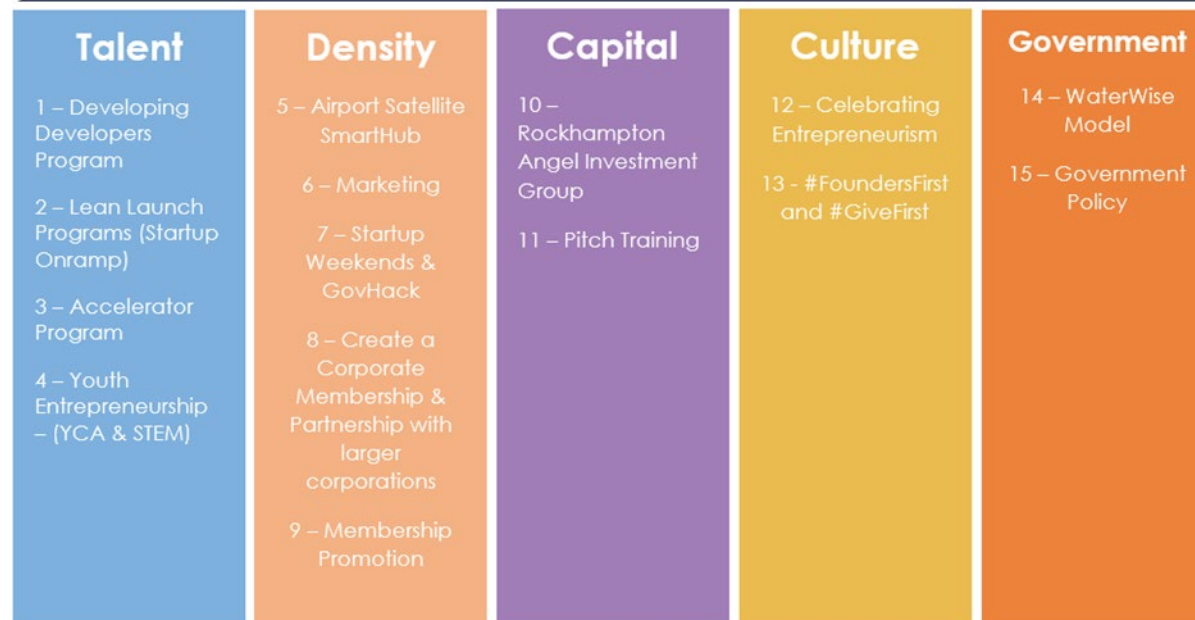 Talent
1 – Developing
Developers
Program
2 – Lean Launch
Programs (Startup
Onramp)
3 – Accelerator
Program
4 – Youth
Entrepreneurship
– (YCA & STEM)
Density
5 – Airport Satellite
SmartHub
6 – Marketing
7 – Startup
Weekends &
GovHack
8 – Create a
Corporate
Membership &
Partnership with
larger
corporations
9 – Membership
Promotion
Capital
10 –
Rockhampton
Angel Investment
Group
11 – Pitch Training
Culture
12 – Celebrating
Entrepreneurism
13 - #FoundersFirst
and #GiveFirst
Government
14 – WaterWise
Model
15 – Government
Policy